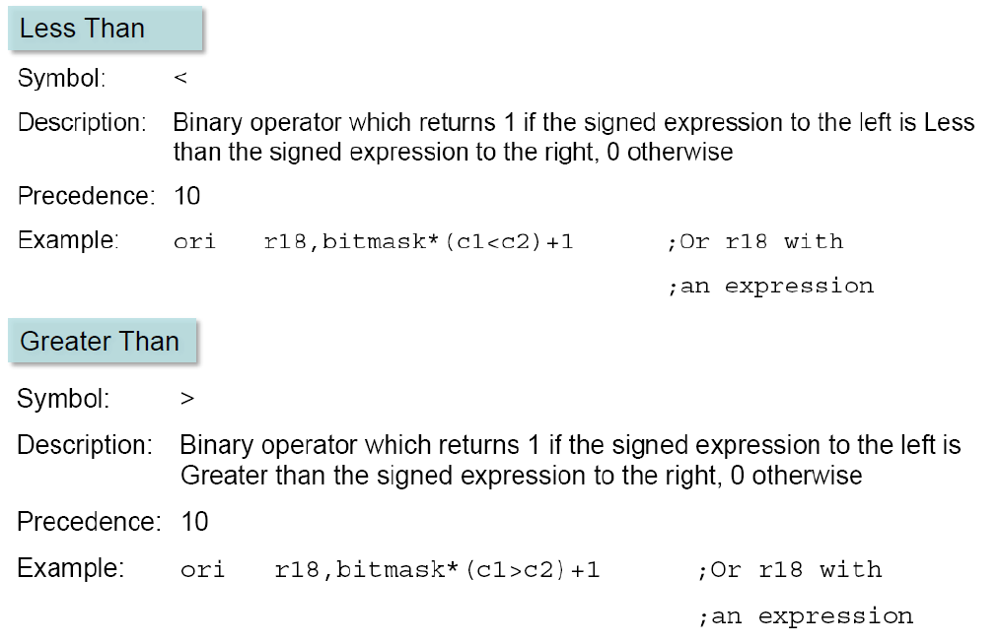 Less Than
Symbol: <
Description: Binary operator which returns 1 if the signed expression to the left is Less
than the signed expression to the right, 0 otherwise
Precedence: 10
Example: ori r18,bitmask*(c1<c2)+1 ;Or r18 with
;an expression
Greater Than
Symbol: >
Description: Binary operator which returns 1 if the signed expression to the left is
Greater than the signed expression to the right, 0 otherwise
Precedence: 10
Example: ori r18,bitmask*(c1>c2)+1 ;Or r18 with
;an expression